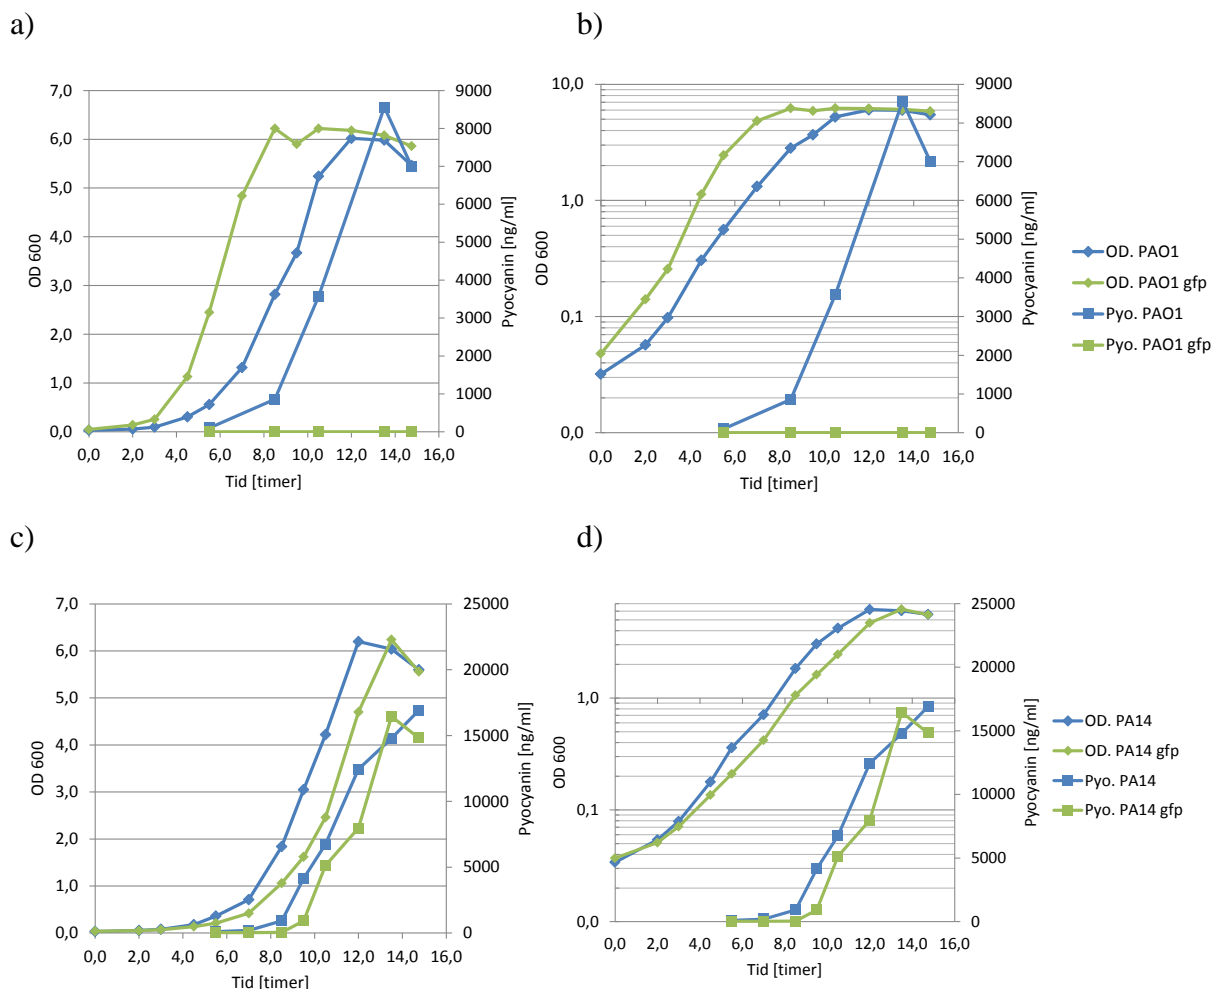 a)
7,0
6,0
5,0
4,0
3,0
2,0
1,0
0,0
OD 600
9000
8000
7000
6000
5000
4000
3000
2000
1000
0
Pyocyanin [ng/ml]
0,0 2,0 4,0 6,0 8,0 10,0 12,0 14,0 16,0
Tid [timer]
b)
10,0
1,0
0,1
0,0
OD 600
9000
8000
7000
6000
5000
4000
3000
2000
1000
0
Pyocyanin [ng/ml]
0,0 2,0 4,0 6,0 8,0 10,0 12,0 14,0 16,0
Tid [timer]
OD. PAO1
OD. PAO1 gfp
Pyo. PAO1
Pyo. PAO1 gfp
c)
7,0
6,0
5,0
4,0
3,0
2,0
1,0
0,0
OD 600
25000
20000
15000
10000
5000
0
Pyocyanin [ng/ml]
0,0 2,0 4,0 6,0 8,0 10,0 12,0 14,0 16,0
Tid [timer]
d)
1,0
0,1
0,0
OD 600
25000
20000
15000
10000
5000
0
Pyocyanin [ng/ml]
0,0 2,0 4,0 6,0 8,0 10,0 12,0 14,0 16,0
Tid [timer]
OD. PA14
OD. PA14 gfp
Pyo. PA14
Pyo. PA14 gfp